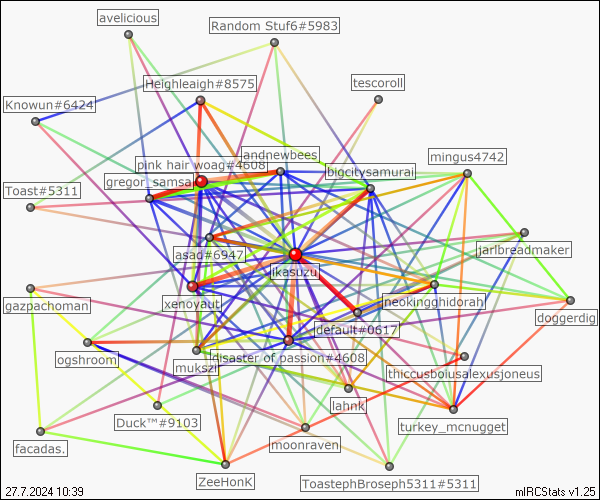 avelicious
Random Stuf6#5983
Heighleaigh#8575
tescoroll
Knowun#6424
andnewbees
pink hair woag#4608
mingus4742
bigcitysamurai
gregor_samsa
Toast#5311
asad#6947
jarlbreadmaker
ikasuzu
xenoyaut
neokingghidorah
gazpachoman
doggerdig
default#0617
disaster of passion#4608
ogshroom
mukszi
thiccusboiusalexusjoneus
lahnk
Duck™#9103
turkey_mcnugget
moonraven
facadas.
ZeeHonK
ToastephBroseph5311#5311
27.7.2024 10:39
mIRCStats v1.25